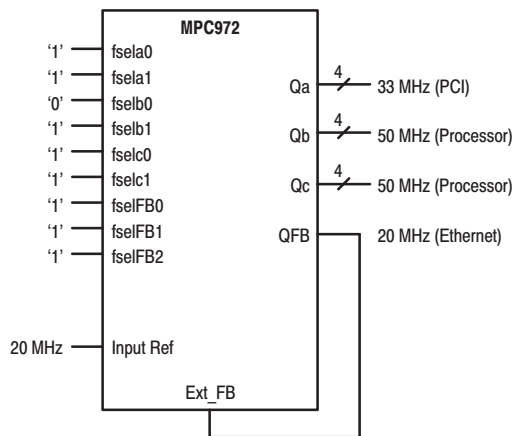 MPC972
‘1’ fsela0
‘1’ fsela1
‘0’ fselb0
‘1’ fselb1
‘1’ fselc0
‘1’ fselc1
‘1’ fselFB0
‘1’ fselFB1
‘1’ fselFB2
20 MHz Input Ref
Qa 4 33 MHz (PCI)
Qb 4 50 MHz (Processor)
Qc 4 50 MHz (Processor)
QFB 20 MHz (Ethernet)
Ext_FB